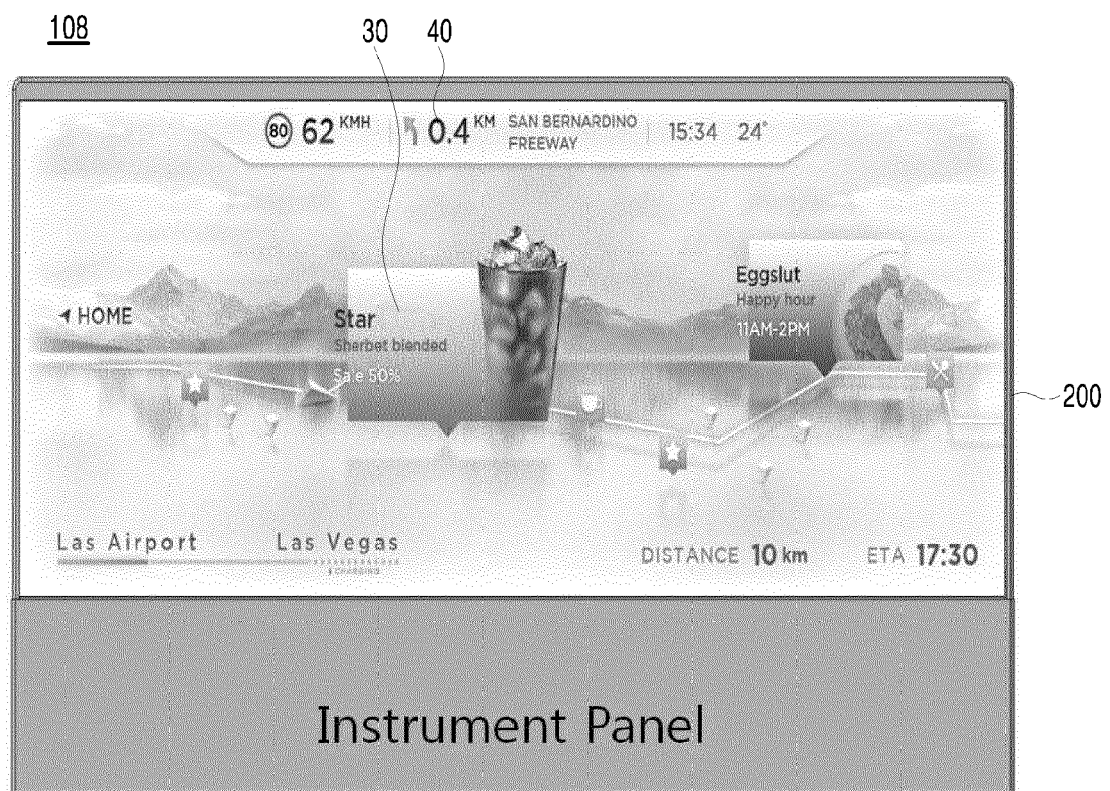 108
30 40
80 62 KMH 0.4 KM SAN BERNARDINO FREEWAY 15:34 24°
Eggslut
Happy hour
11AM-2PM
HOME
Star
Sherbet blended
Sale 50%
200
Las Airport Las Vegas
CHARGING
DISTANCE 10 km ETA 17:30
Instrument Panel